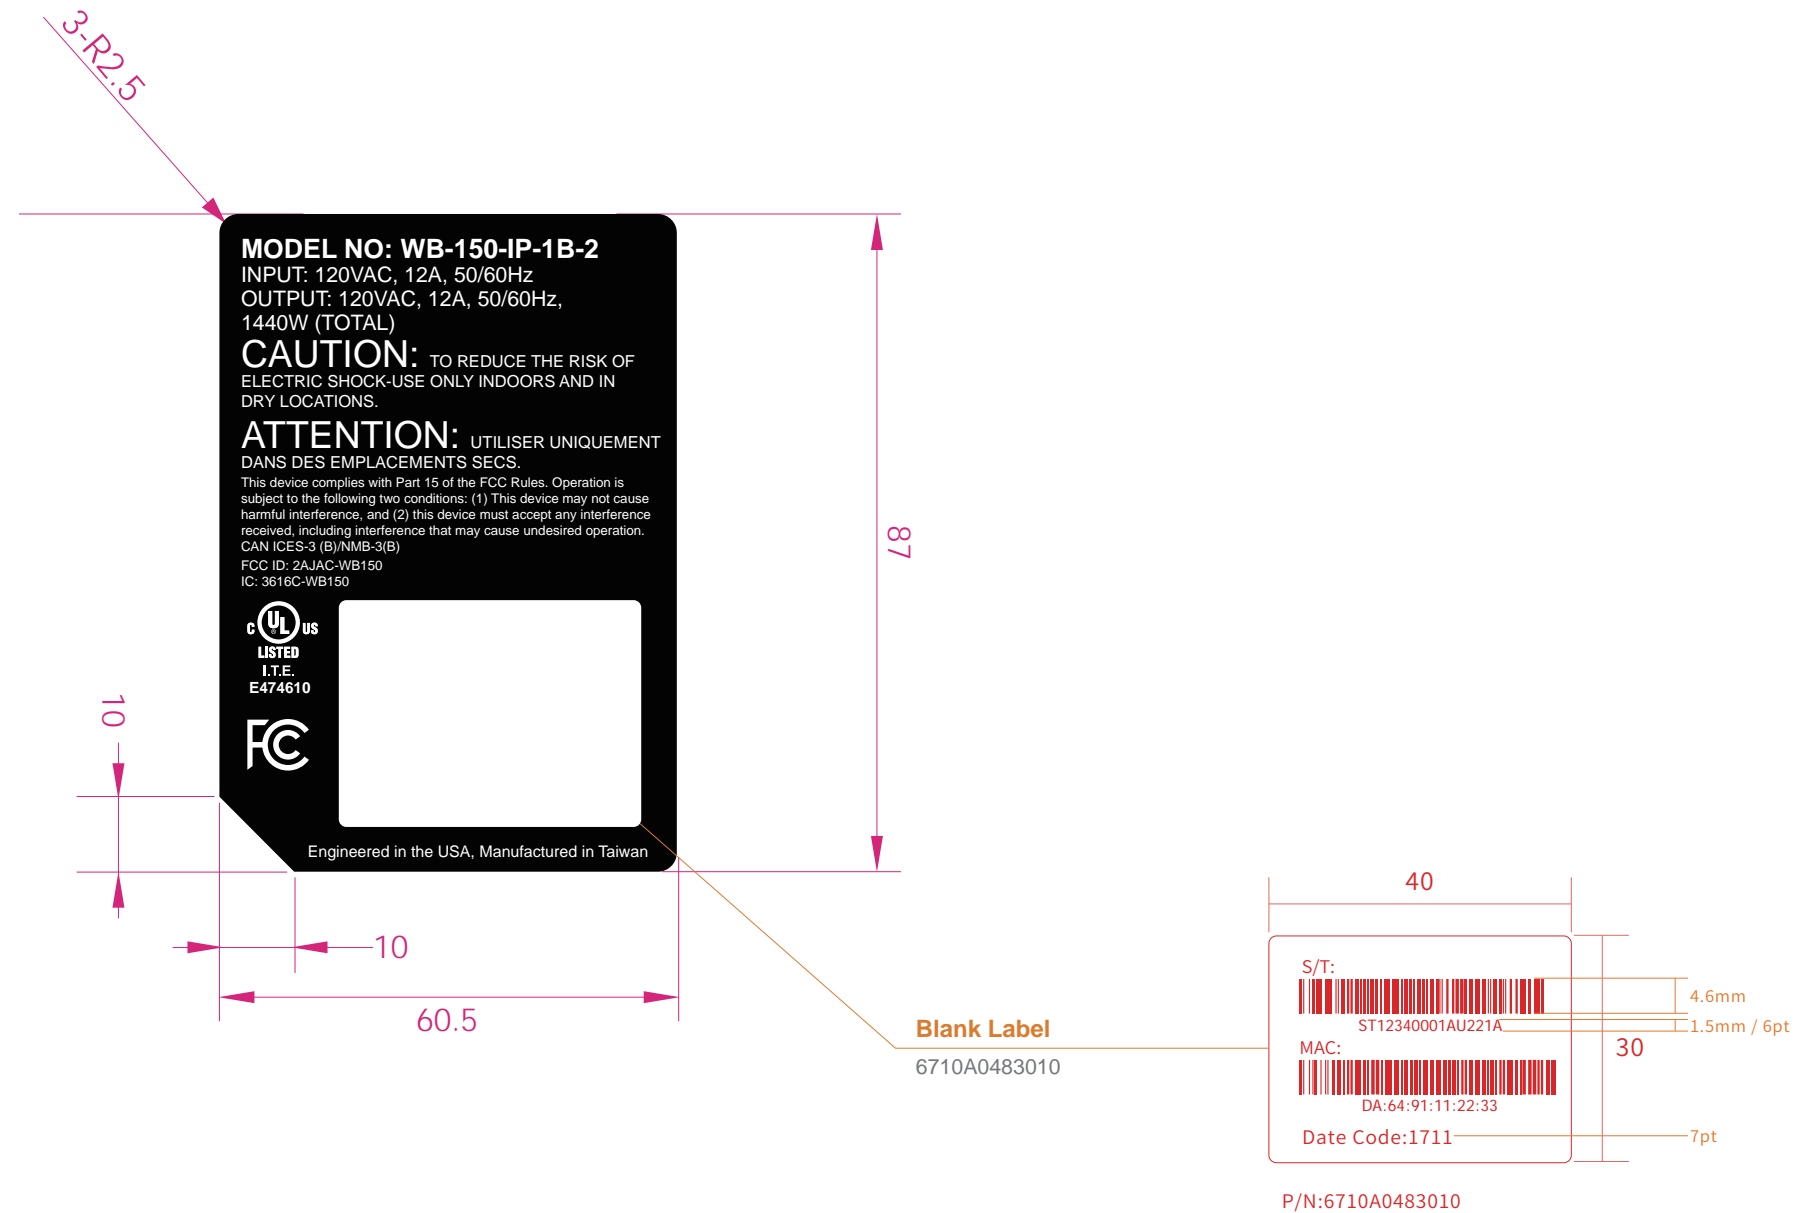 3-R2.5
MODEL NO: WB-150-IP-1B-2
INPUT: 120VAC, 12A, 50/60Hz
OUTPUT: 120VAC, 12A, 50/60Hz,
1440W (TOTAL)
CAUTION: TO REDUCE THE RISK OF
ELECTRIC SHOCK-USE ONLY INDOORS AND IN
DRY LOCATIONS.
ATTENTION: UTILISER UNIQUEMENT
DANS DES EMPLACEMENTS SECS.
This device complies with Part 15 of the FCC Rules. Operation is
subject to the following two conditions: (1) This device may not cause
harmful interference, and (2) this device must accept any interference
received, including interference that may cause undesired operation.
CAN ICES-3 (B)/NMB-3(B)
FCC ID: 2AJAC-WB150
IC: 3616C-WB150
C UL ® US
LISTED
I.T.E.
E474610
FC
Engineered in the USA, Manufactured in Taiwan
87
10
10
60.5
Blank Label
6710A0483010
40
S/T:
ST12340001AU221A
MAC:
DA:64:91:11:22:33
Date Code:1711
4.6mm
1.5mm / 6pt
30
7pt
P/N:6710A0483010